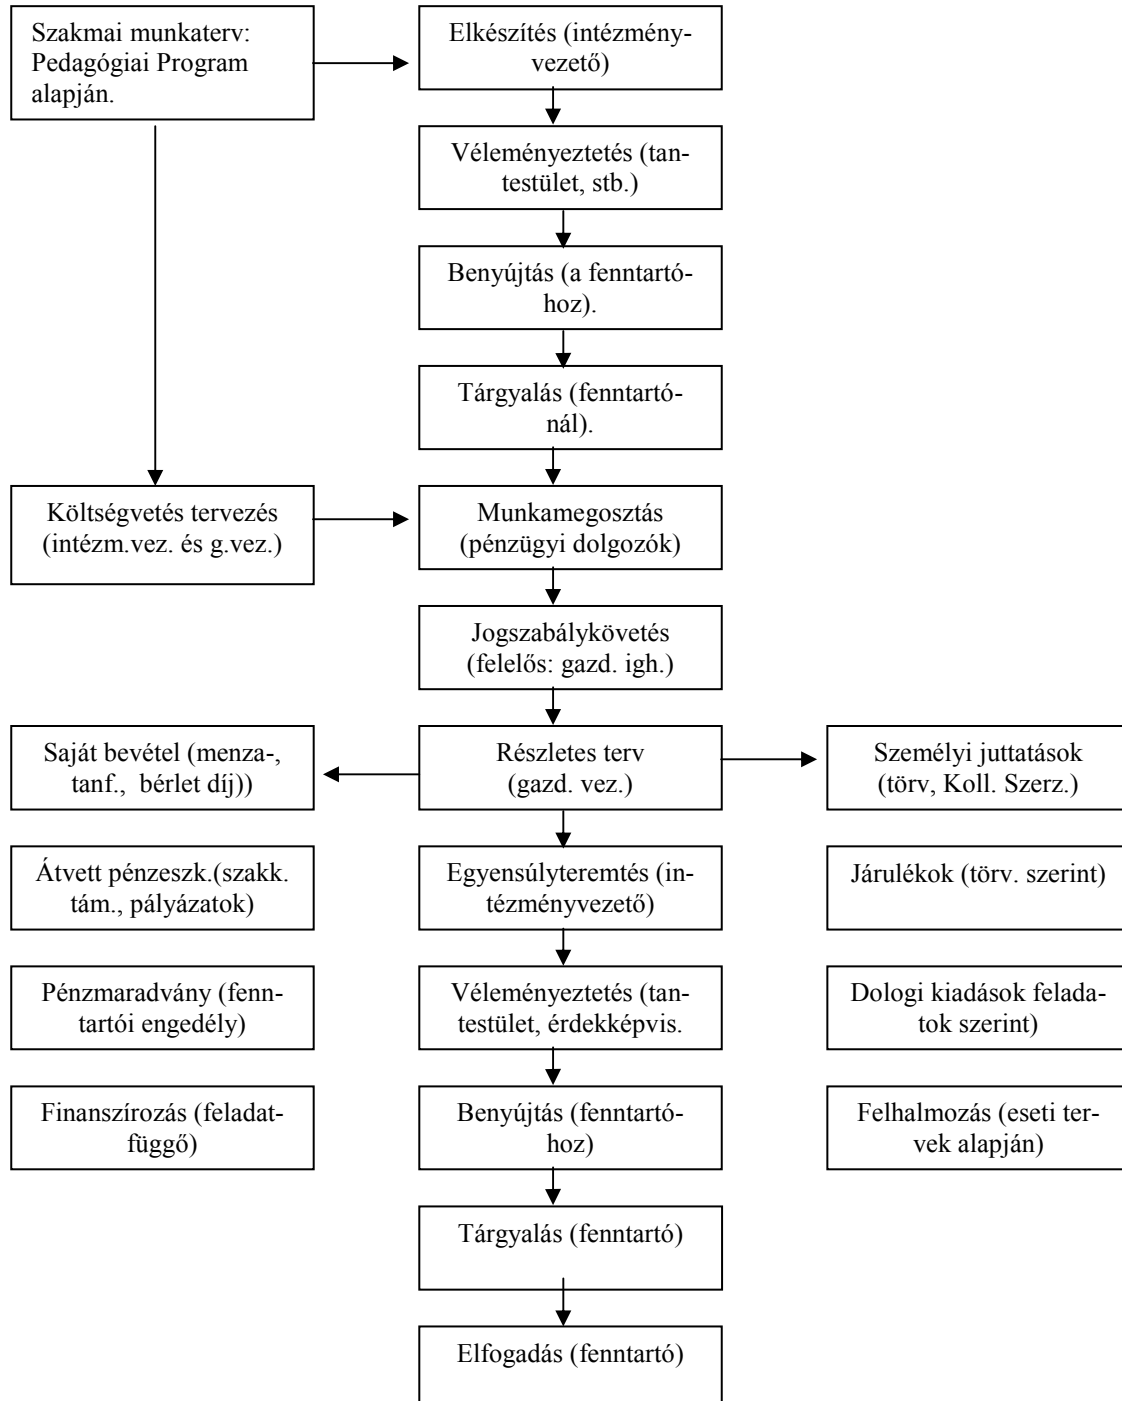 Szakmai munkaterv:
Pedagógiai Program
alapján.
Elkészítés (intézmény-
vezető)
Véleményeztetés (tan-
testület, stb.)
Benyújtás (a fenntartó-
hoz).
Tárgyalás (fenntartó-
nál).
Költségvetés tervezés
(intézm.vez. és g.vez.)
Munkamegosztás
(pénzügyi dolgozók)
Jogszabálykövetés
(felelős: gazd. igh.)
Saját bevétel (menza-,
tanf.,  bérlet díj))
Részletes terv
(gazd. vez.)
Személyi juttatások
(törv, Koll. Szerz.)
Átvett pénzeszk.(szakk.
tám., pályázatok)
Egyensúlyteremtés (in-
tézményvezető)
Járulékok (törv. szerint)
Pénzmaradvány (fenn-
tartói engedély)
Véleményeztetés (tan-
testület, érdekképvis.
Dologi kiadások felada-
tok szerint)
Finanszírozás (feladat-
függő)
Benyújtás (fenntartó-
hoz)
Felhalmozás (eseti ter-
vek alapján)
Tárgyalás (fenntartó)
Elfogadás (fenntartó)